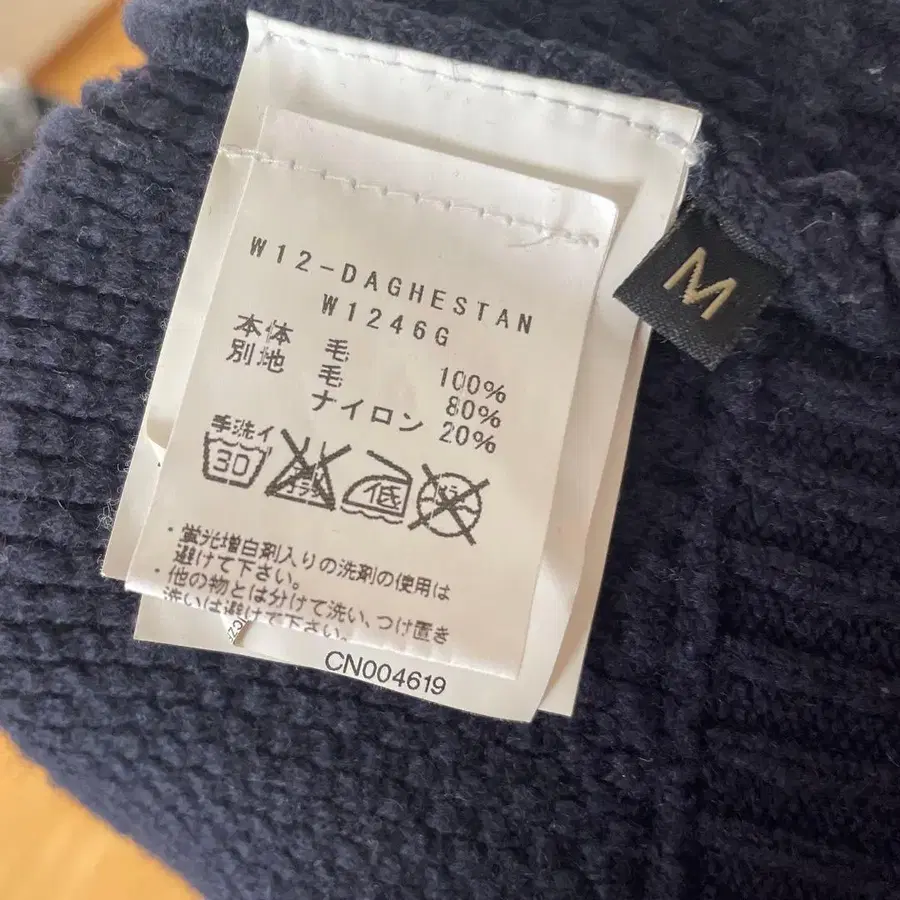 W12-DAGHESTAN
W1246G
本体 毛 100%
別地 毛 80%
ナイロン 20%
手洗イ
30
低
・蛍光増白剤入りの洗剤の使用は
避けて下さい。
・他の物とは分けて洗い、つけ置き
洗いは避けて下さい。
CN004619
M